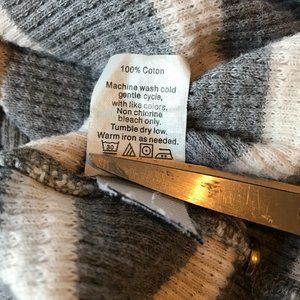 100% Coton
Machine wash cold
gentle cycle,
with like colors.
Non chlorine
bleach only.
Tumble dry low.
Warm iron as needed.